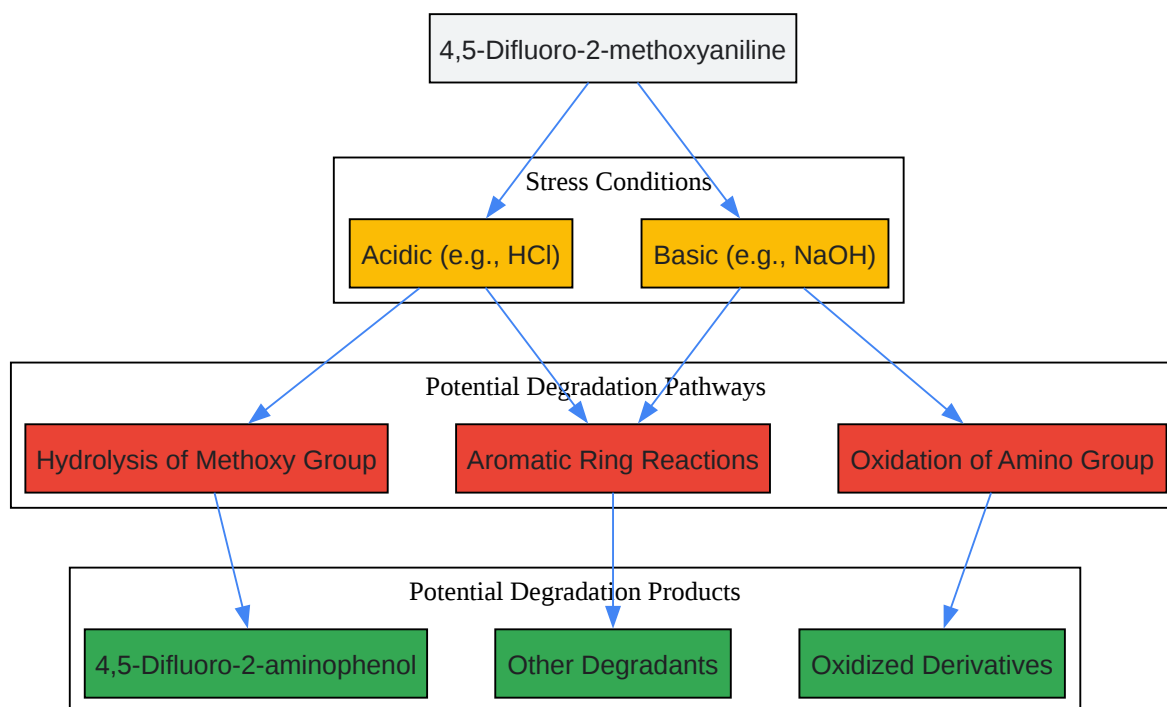 4,5-Difluoro-2-methoxyaniline
Stress Conditions
Acidic (e.g., HCl)
Basic (e.g., NaOH)
Potential Degradation Pathways
Hydrolysis of Methoxy Group
Aromatic Ring Reactions
Oxidation of Amino Group
Potential Degradation Products
4,5-Difluoro-2-aminophenol
Other Degradants
Oxidized Derivatives